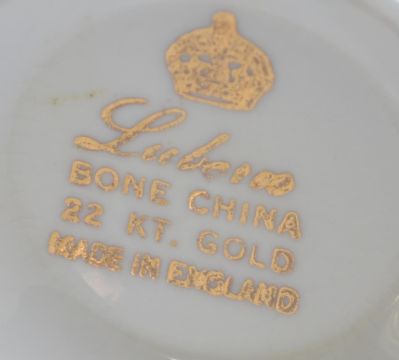 Lubern
BONE CHINA
22 KT. GOLD
MADE IN ENGLAND